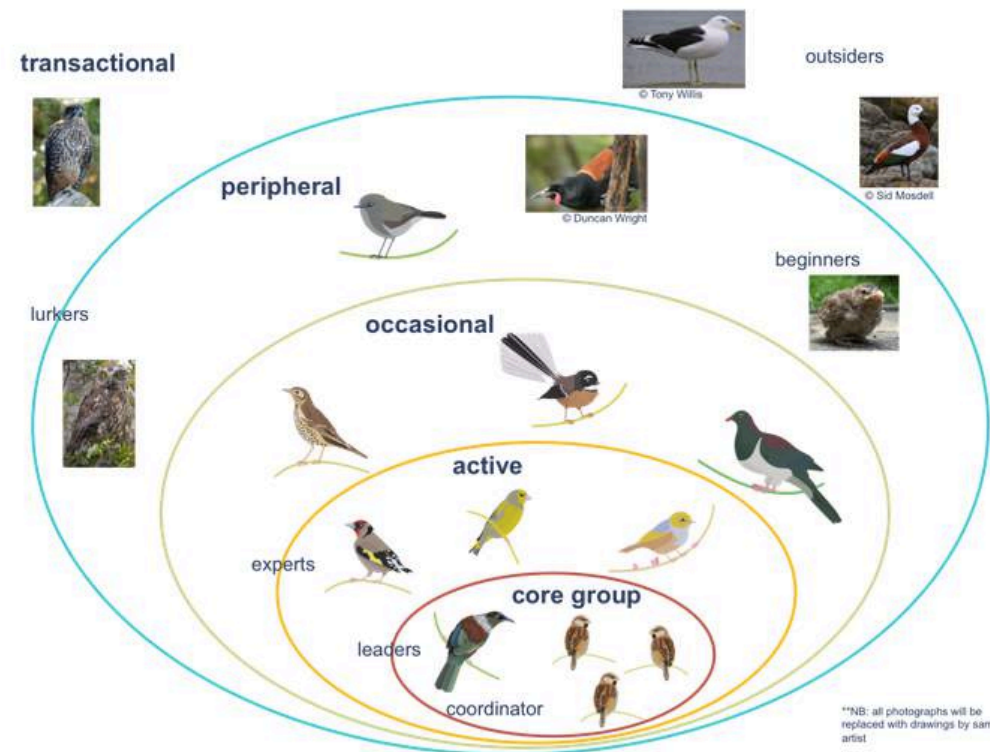 transactional
outsiders
© Tony Willis
© Sid Mosdell
peripheral
© Duncan Wright
beginners
lurkers
occasional
active
experts
core group
leaders
coordinator
**NB: all photographs will be
replaced with drawings by sam
artist